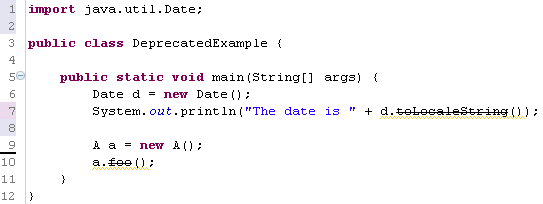 1 import java.util.Date;
2
3 public class DeprecatedExample {
4
5 public static void main(String[] args) {
6 Date d = new Date();
7 System.out.println("The date is " + d.toLocaleString());
8
9 A a = new A();
10 a.foo();
11 }
12 }